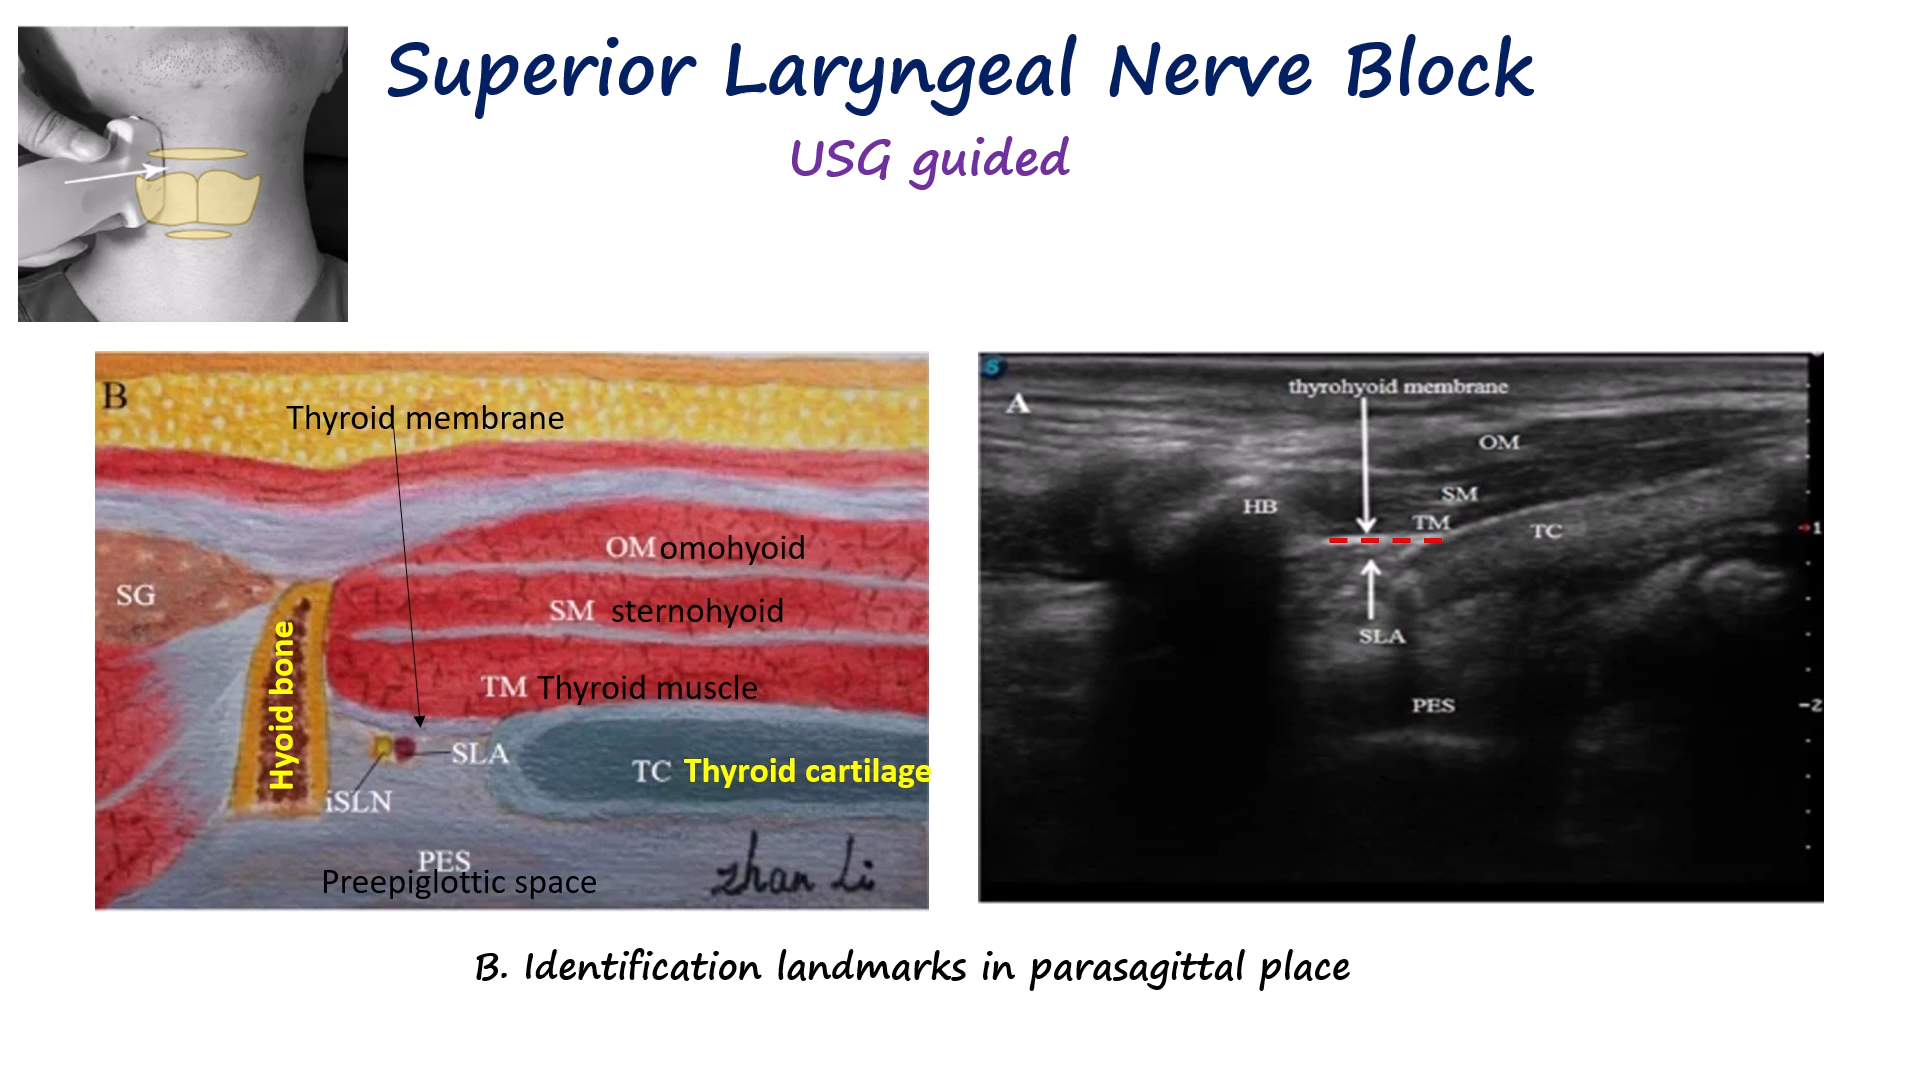 Superior Laryngeal Nerve Block
USG guided
B
Thyroid membrane
OM omohyoid
SG
SM sternohyoid
Hyoid bone
TM Thyroid muscle
SLA
TC Thyroid cartilage
iSLN
PES
Preepiglottic space
zhan Li
S
thyrohyoid membrane
A
OM
SM
HB
TM
TC
1
SLA
PES
-2
B. Identification landmarks in parasagittal place